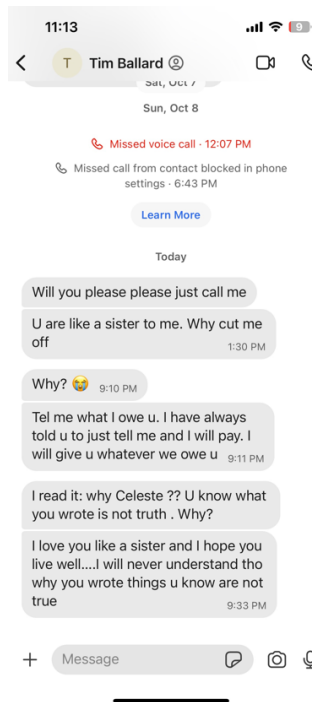 11:13
9
T Tim Ballard
Sat, Oct 7
Sun, Oct 8
Missed voice call · 12:07 PM
Missed call from contact blocked in phone
settings · 6:43 PM
Learn More
Today
Will you please please just call me
U are like a sister to me. Why cut me
off
1:30 PM
Why? 😭 9:10 PM
Tel me what I owe u. I have always
told u to just tell me and I will pay. I
will give u whatever we owe u 9:11 PM
I read it: why Celeste ?? U know what
you wrote is not truth . Why?
I love you like a sister and I hope you
live well....I will never understand tho
why you wrote things u know are not
true
9:33 PM
Message